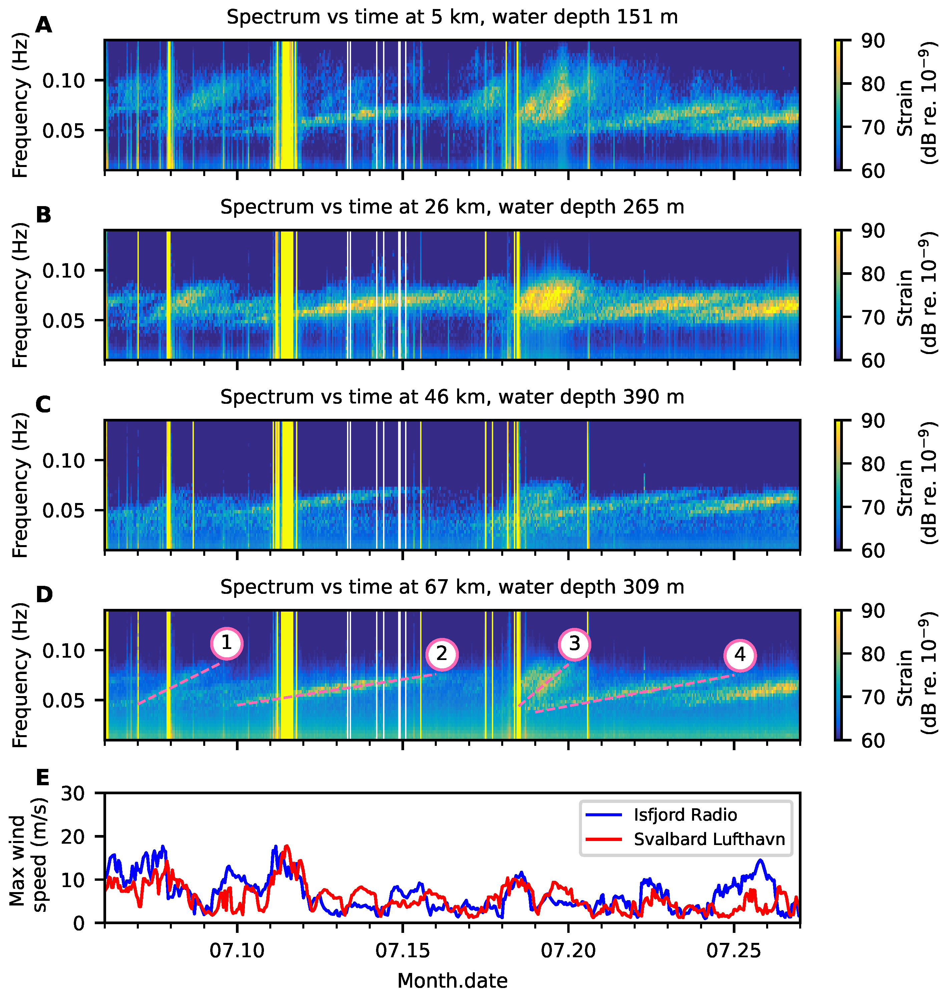 A
Spectrum vs time at 5 km, water depth 151 m
Frequency (Hz)
0.10
0.05
90
80
70
60
Strain
(dB re. 10⁻⁹)
B
Spectrum vs time at 26 km, water depth 265 m
Frequency (Hz)
0.10
0.05
90
80
70
60
Strain
(dB re. 10⁻⁹)
C
Spectrum vs time at 46 km, water depth 390 m
Frequency (Hz)
0.10
0.05
90
80
70
60
Strain
(dB re. 10⁻⁹)
D
Spectrum vs time at 67 km, water depth 309 m
Frequency (Hz)
0.10
0.05
1
2
3
4
90
80
70
60
Strain
(dB re. 10⁻⁹)
E
Max wind
speed (m/s)
30
20
10
0
Isfjord Radio
Svalbard Lufthavn
07.10
07.15
07.20
07.25
Month.date